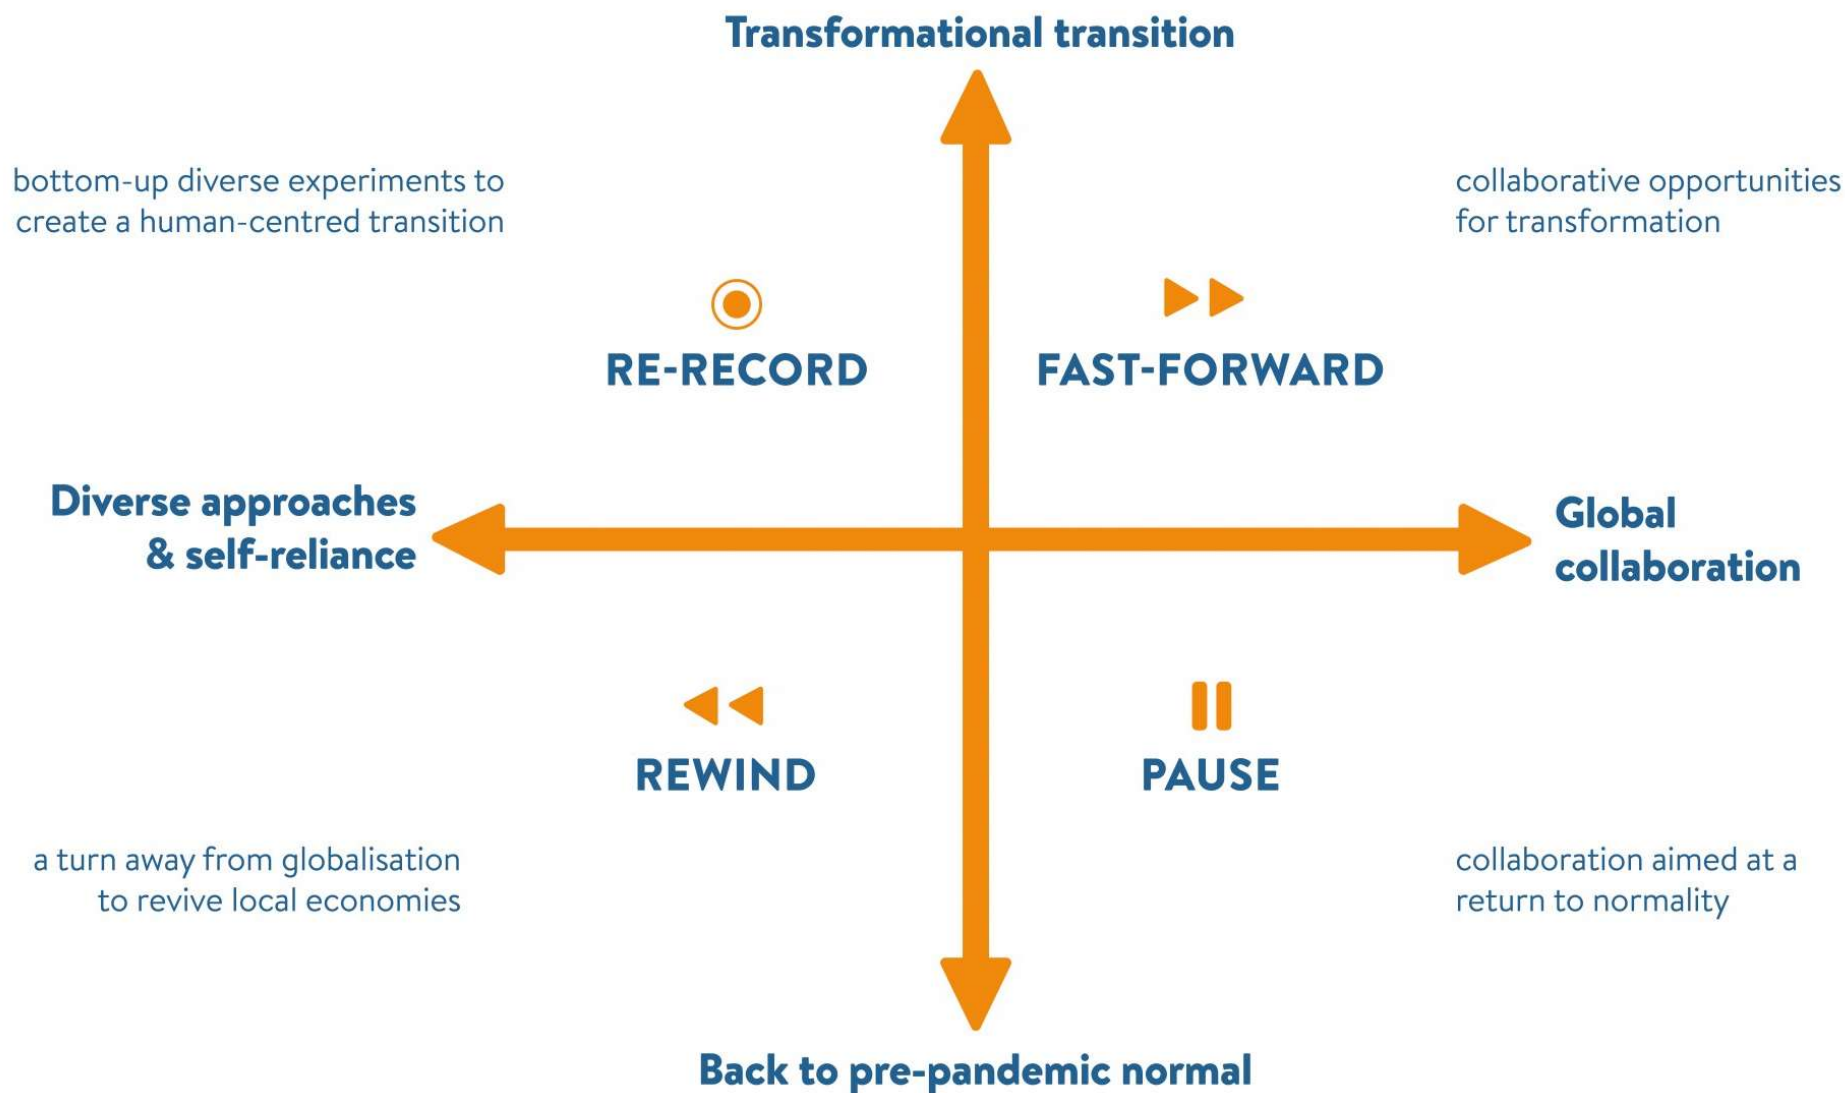 Transformational transition
bottom-up diverse experiments to
create a human-centred transition
collaborative opportunities
for transformation
RE-RECORD
FAST-FORWARD
Diverse approaches
& self-reliance
Global
collaboration
REWIND
PAUSE
a turn away from globalisation
to revive local economies
collaboration aimed at a
return to normality
Back to pre-pandemic normal